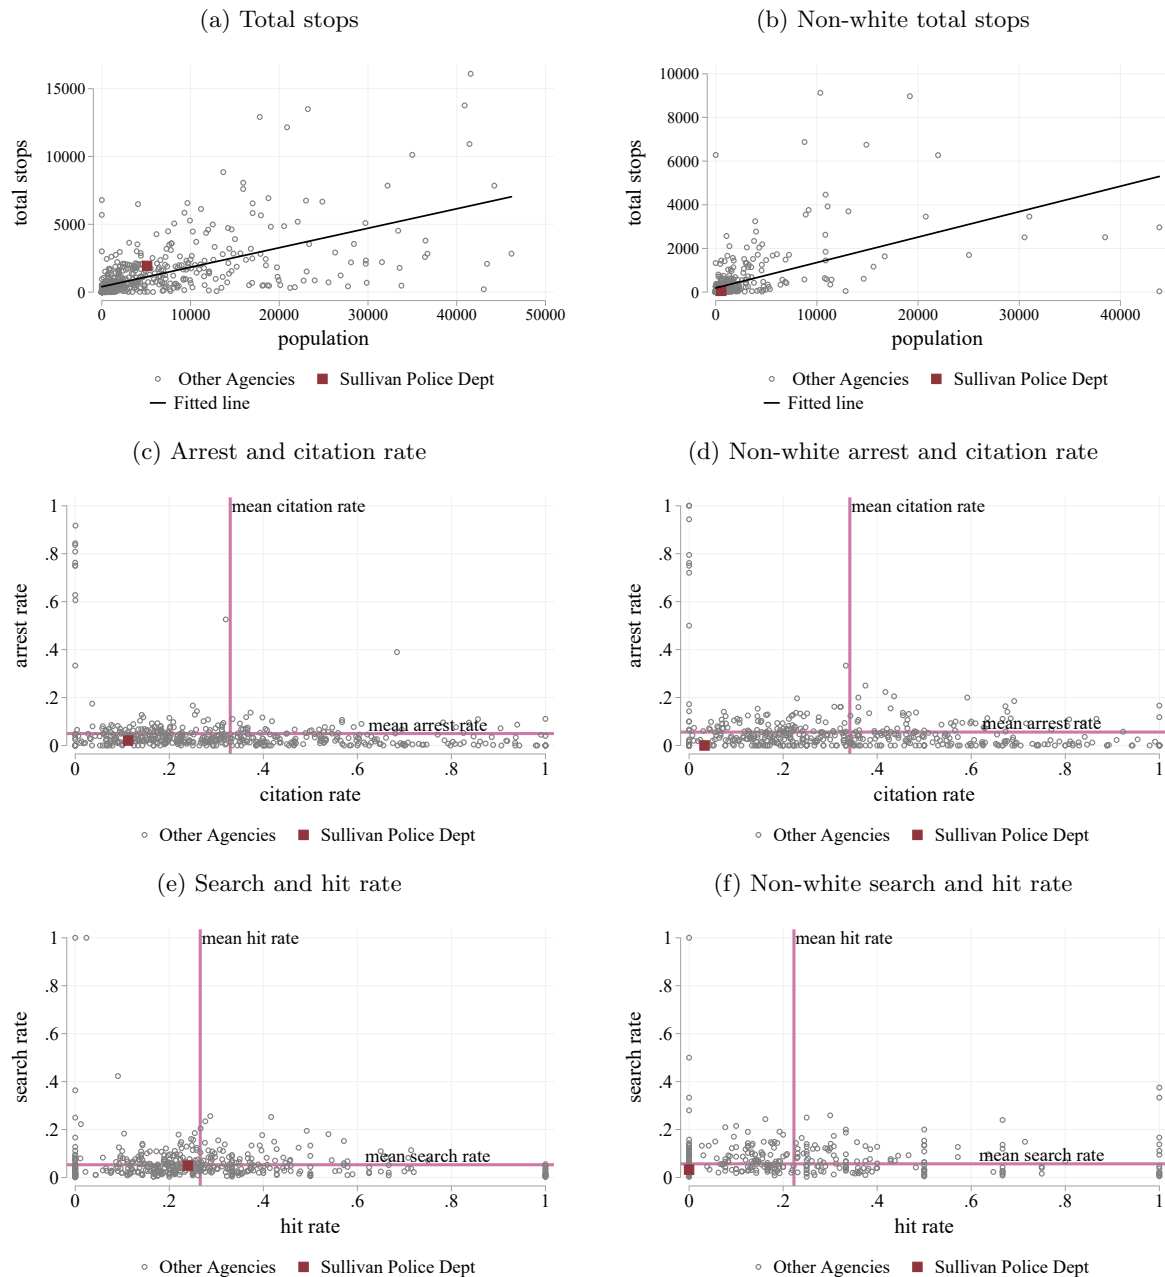 (a) Total stops
(b) Non-white total stops
total stops
15000
10000
5000
0
0 10000 20000 30000 40000 50000
population
Other Agencies Sullivan Police Dept
Fitted line
total stops
10000
8000
6000
4000
2000
0
0 10000 20000 30000 40000
population
Other Agencies Sullivan Police Dept
Fitted line
(c) Arrest and citation rate
(d) Non-white arrest and citation rate
arrest rate
1
.8
.6
.4
.2
0
mean citation rate
mean arrest rate
0 .2 .4 .6 .8 1
citation rate
Other Agencies Sullivan Police Dept
arrest rate
1
.8
.6
.4
.2
0
mean citation rate
mean arrest rate
0 .2 .4 .6 .8 1
citation rate
Other Agencies Sullivan Police Dept
(e) Search and hit rate
(f) Non-white search and hit rate
search rate
1
.8
.6
.4
.2
0
mean hit rate
mean search rate
0 .2 .4 .6 .8 1
hit rate
Other Agencies Sullivan Police Dept
search rate
1
.8
.6
.4
.2
0
mean hit rate
mean search rate
0 .2 .4 .6 .8 1
hit rate
Other Agencies Sullivan Police Dept